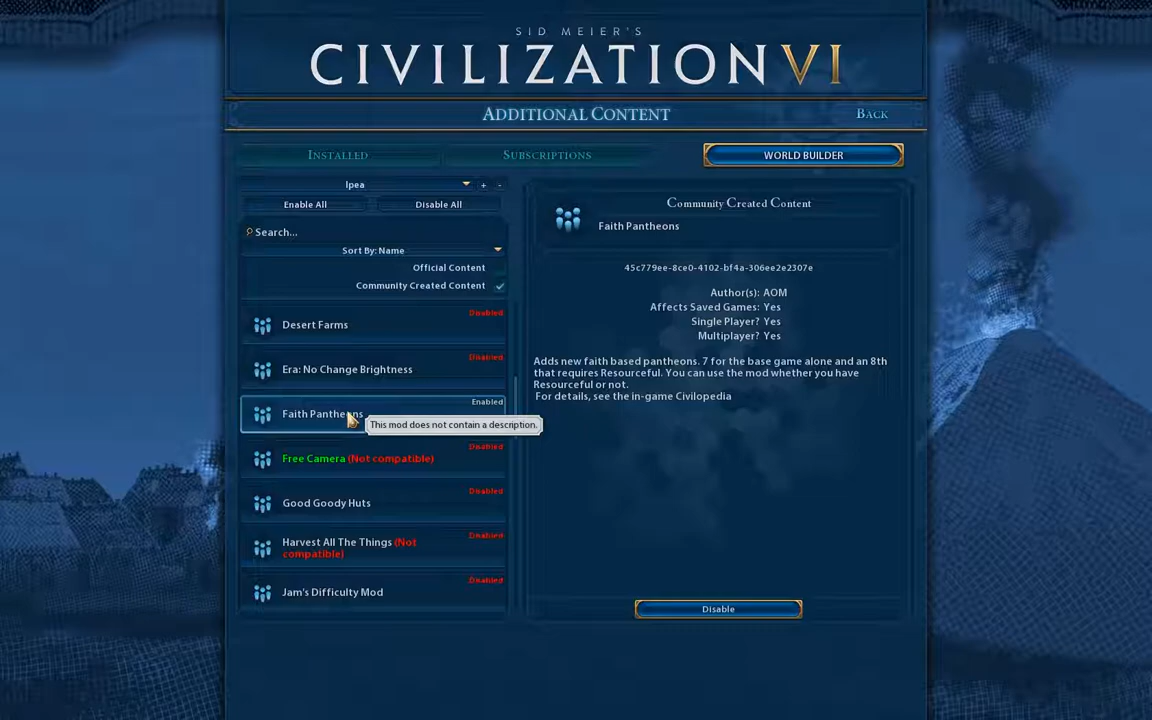 SID MEIER'S
CIVILIZATION VI
ADDITIONAL CONTENT
BACK
INSTALLED
SUBSCRIPTIONS
WORLD BUILDER
lpea
+ -
Enable All
Disable All
Search...
Sort By: Name
Official Content
Community Created Content
Disabled
Desert Farms
Disabled
Era: No Change Brightness
Enabled
Faith Pantheons
This mod does not contain a description.
Disabled
Free Camera (Not compatible)
Disabled
Good Goody Huts
Disabled
Harvest All The Things (Not
compatible)
Disabled
Jam's Difficulty Mod
Community Created Content
Faith Pantheons
45c779ee-8ce0-4102-bf4a-306ee2e2307e
Author(s): AOM
Affects Saved Games: Yes
Single Player? Yes
Multiplayer? Yes
Adds new faith based pantheons. 7 for the base game alone and an 8th
that requires Resourceful. You can use the mod whether you have
Resourceful or not.
For details, see the in-game Civilopedia
Disable